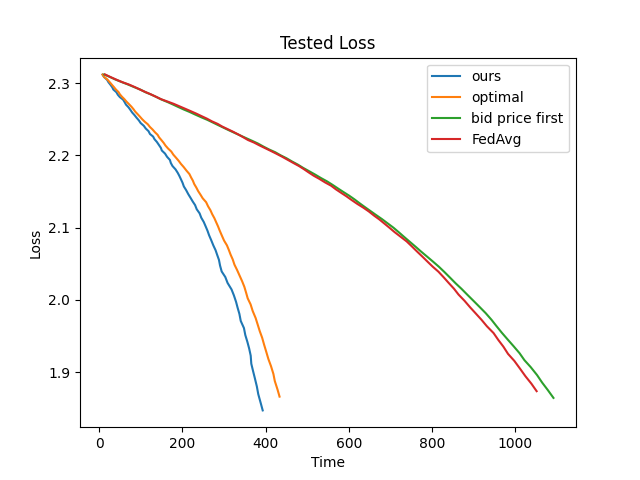 Tested Loss
ours
optimal
bid price first
FedAvg
2.3
2.2
2.1
2.0
1.9
Loss
0 200 400 600 800 1000
Time